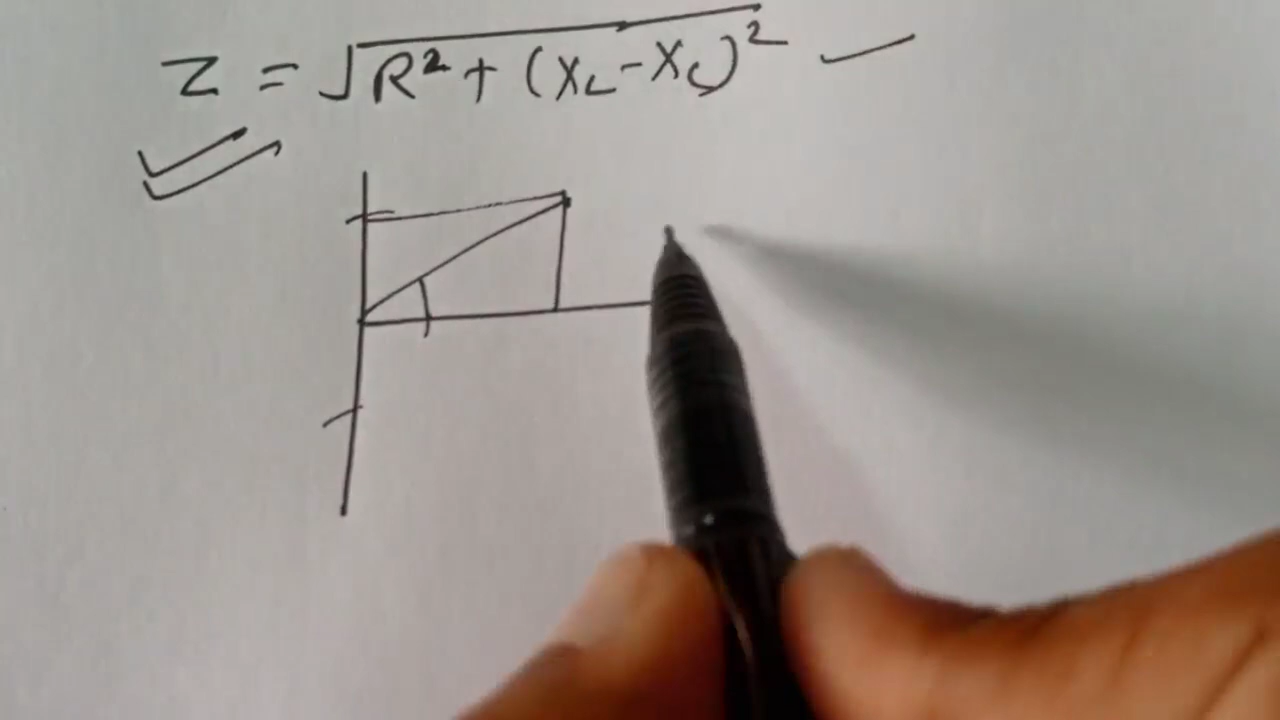 Z = √R² + (XL - XC)²